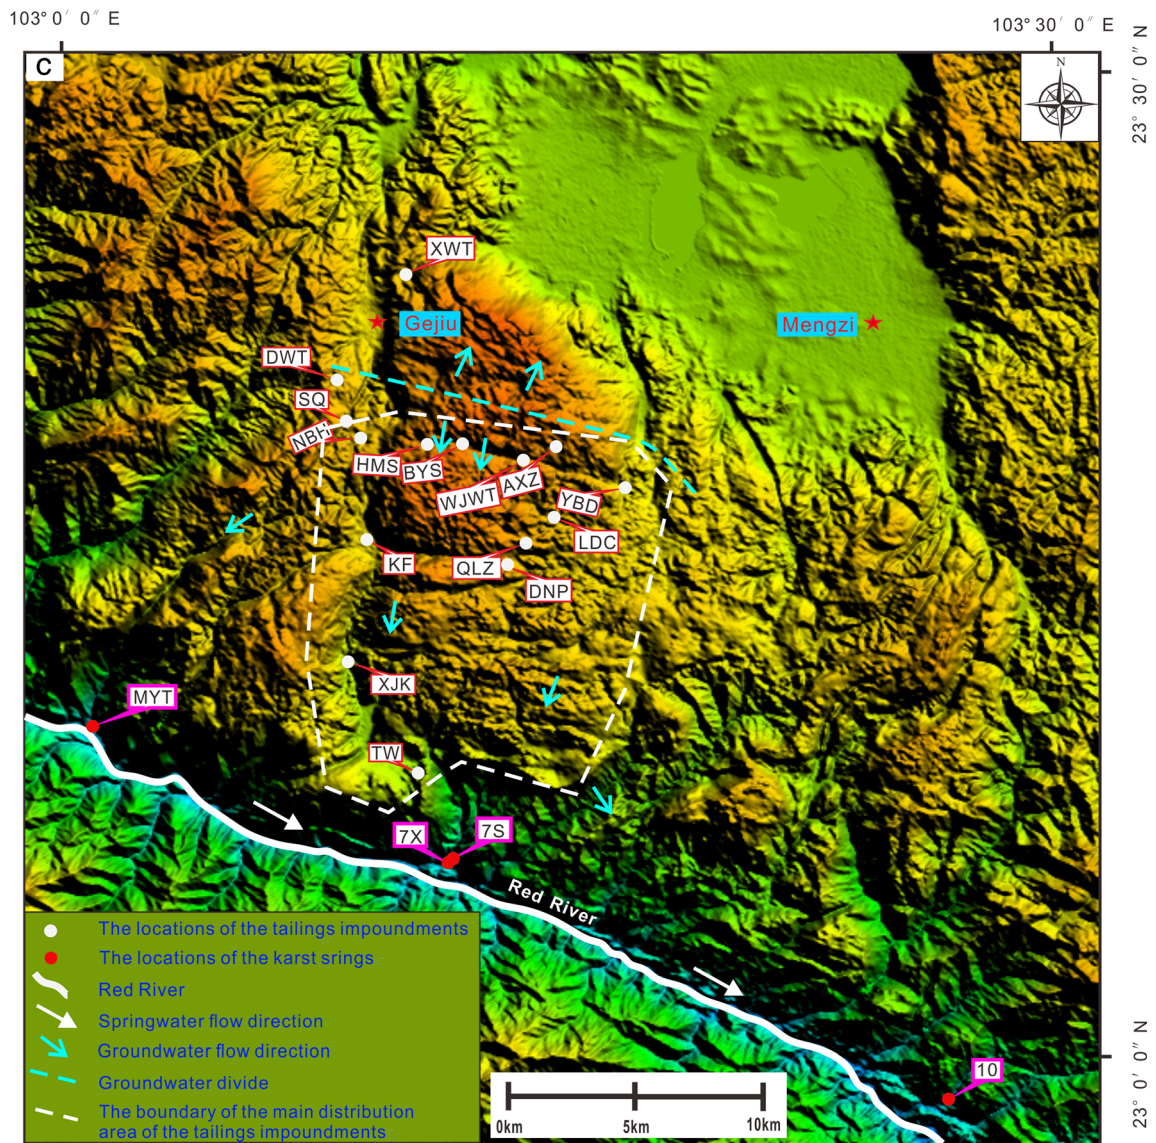 103° 0′ 0″ E
103° 30′ 0″ E
C
N
23° 30′ 0″ N
XWT
Gejiu
Mengzi
DWT
SQ
NBH
HMS
BYS
WJWT
AXZ
YBD
LDC
KF
QLZ
DNP
XJK
MYT
TW
7X
7S
Red River
The locations of the tailings impoundments
The locations of the karst srings
Red River
Springwater flow direction
Groundwater flow direction
Groundwater divide
The boundary of the main distribution
area of the tailings impoundments
0km
5km
10km
10
23° 0′ 0″ N